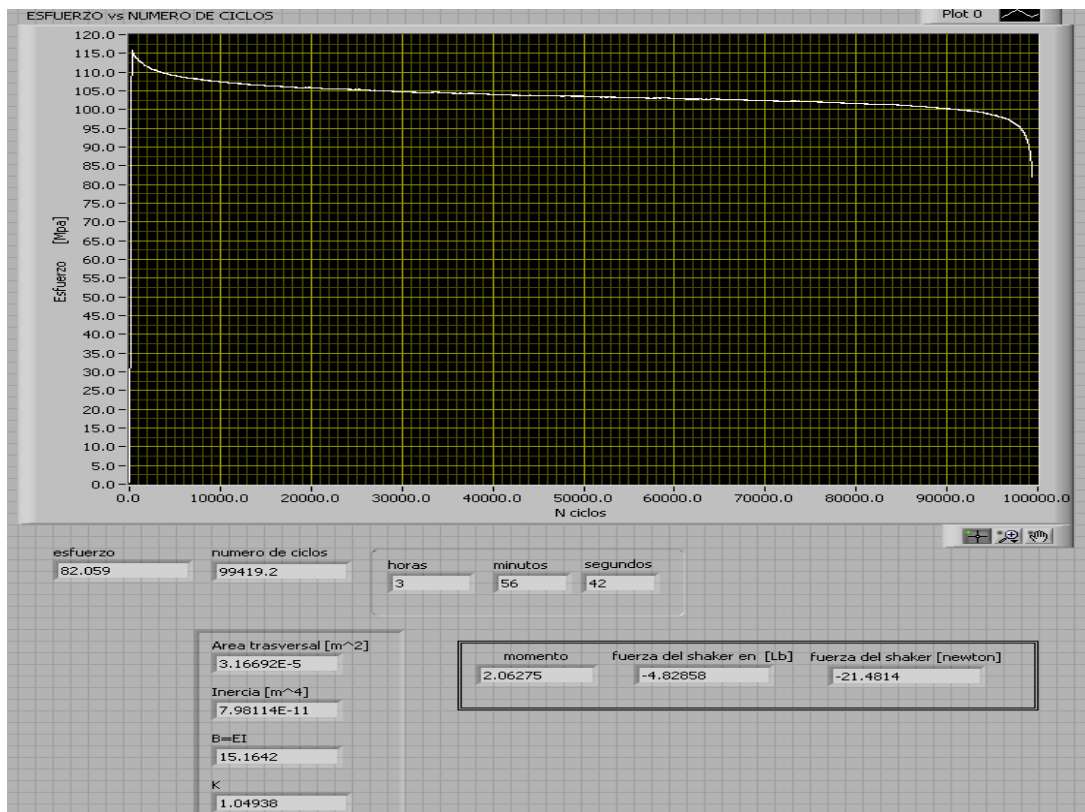 ESFUERZO vs NUMERO DE CICLOS
Plot 0
120.0
115.0
110.0
105.0
100.0
95.0
90.0
85.0
80.0
75.0
70.0
65.0
60.0
55.0
50.0
45.0
40.0
35.0
30.0
25.0
20.0
15.0
10.0
5.0
0.0
Esfuerzo [Mpa]
0.0 10000.0 20000.0 30000.0 40000.0 50000.0 60000.0 70000.0 80000.0 90000.0 100000.0
N ciclos
esfuerzo numero de ciclos
82.059 99419.2
horas minutos segundos
3 56 42
Area trasversal [m^2]
3.16692E-5
Inercia [m^4]
7.98114E-11
B=EI
15.1642
K
1.04938
momento fuerza del shaker en [Lb] fuerza del shaker [newton]
2.06275 -4.82858 -21.4814